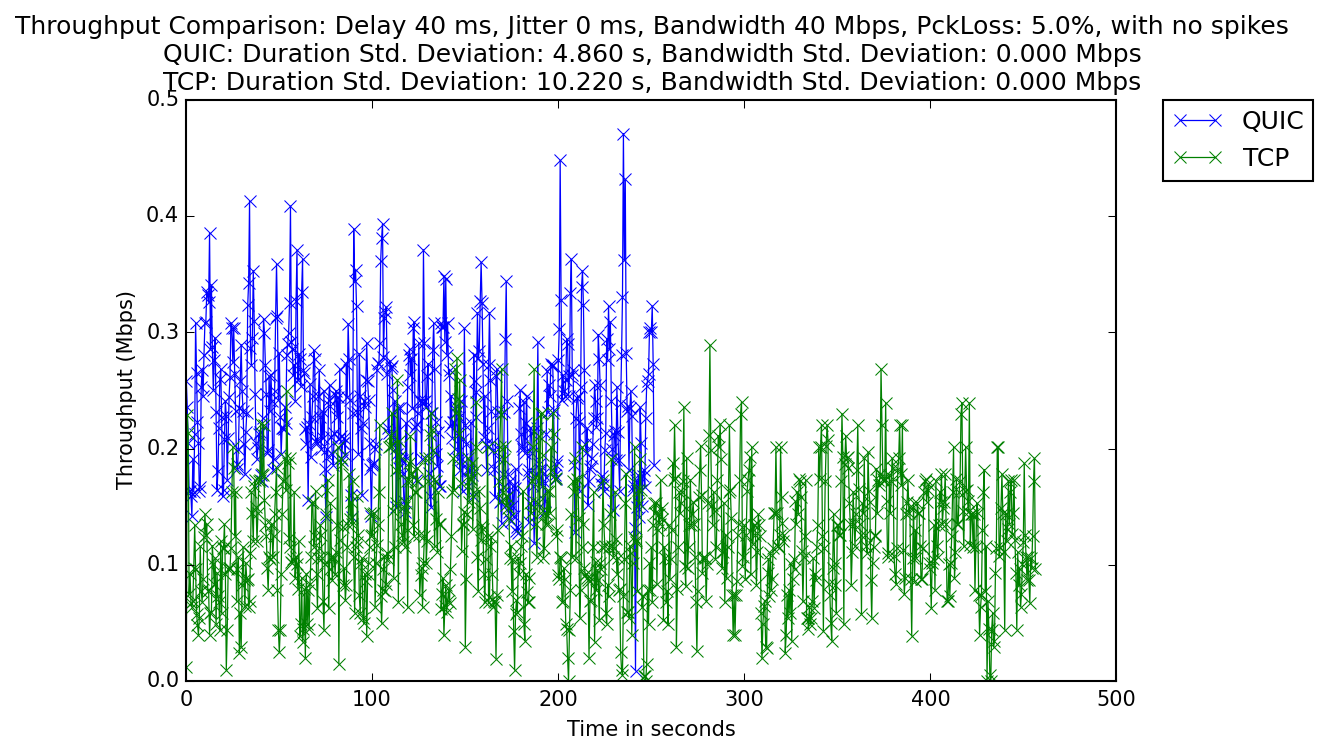 Throughput Comparison: Delay 40 ms, Jitter 0 ms, Bandwidth 40 Mbps, PckLoss: 5.0%, with no spikes
QUIC: Duration Std. Deviation: 4.860 s, Bandwidth Std. Deviation: 0.000 Mbps
TCP: Duration Std. Deviation: 10.220 s, Bandwidth Std. Deviation: 0.000 Mbps
QUIC
TCP
Throughput (Mbps)
0.5
0.4
0.3
0.2
0.1
0.0
0 100 200 300 400 500
Time in seconds